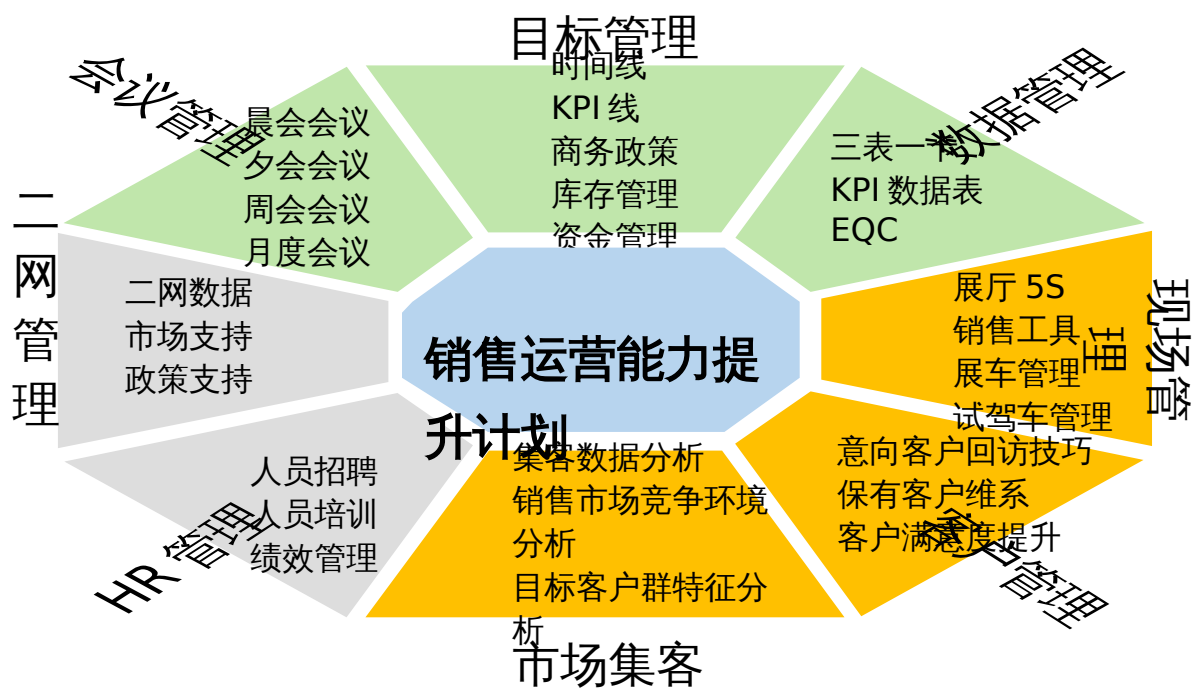 目标管理
时间线
KPI 线
商务政策
库存管理
资金管理
会议管理
晨会会议
夕会会议
周会会议
月度会议
数据管理
三表一卡
KPI 数据表
EQC
二网管理
二网数据
市场支持
政策支持
销售运营能力提
升计划
展厅 5S
销售工具
展车管理
试驾车管理
现场管
理
HR 管理
人员招聘
人员培训
绩效管理
集客数据分析
销售市场竞争环境
分析
目标客户群特征分
析
市场集客
意向客户回访技巧
保有客户维系
客户满意度提升
客户管理